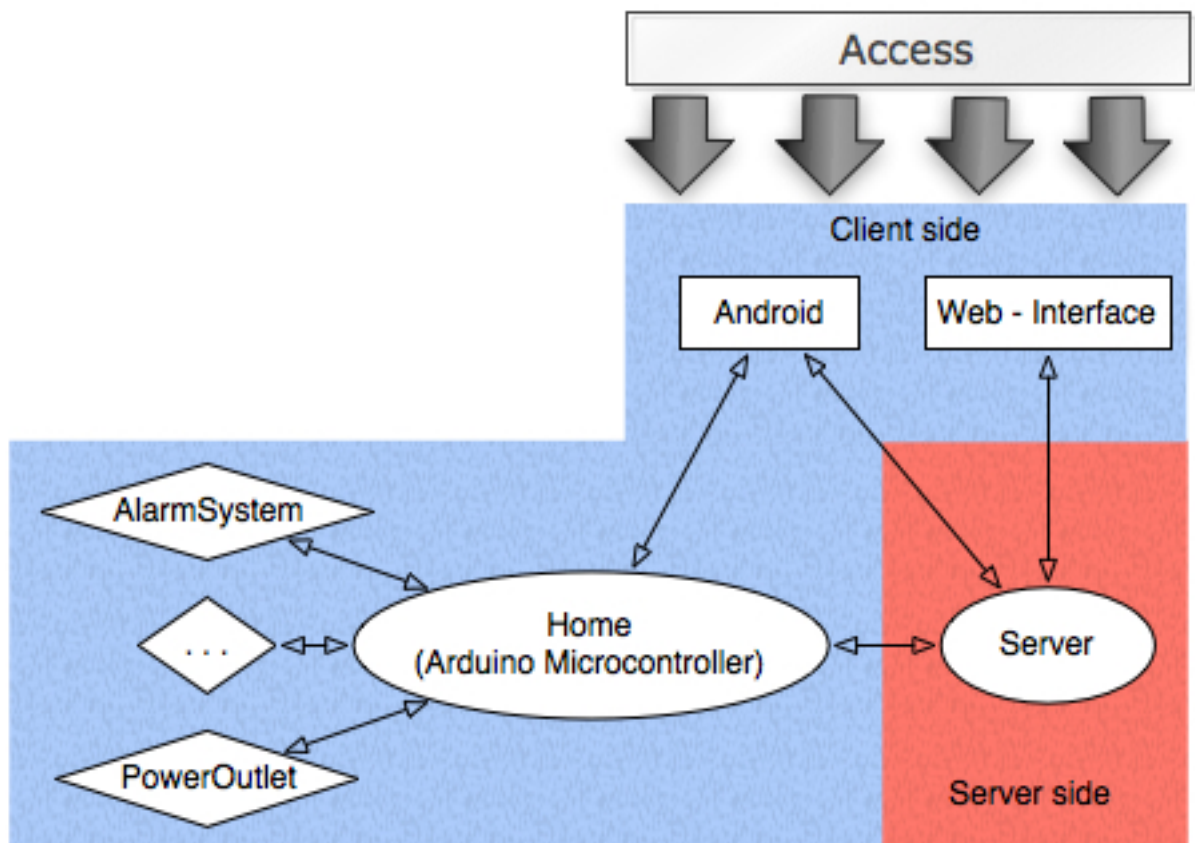 Access
Client side
Android
Web - Interface
AlarmSystem
. . .
Home
(Arduino Microcontroller)
Server
PowerOutlet
Server side